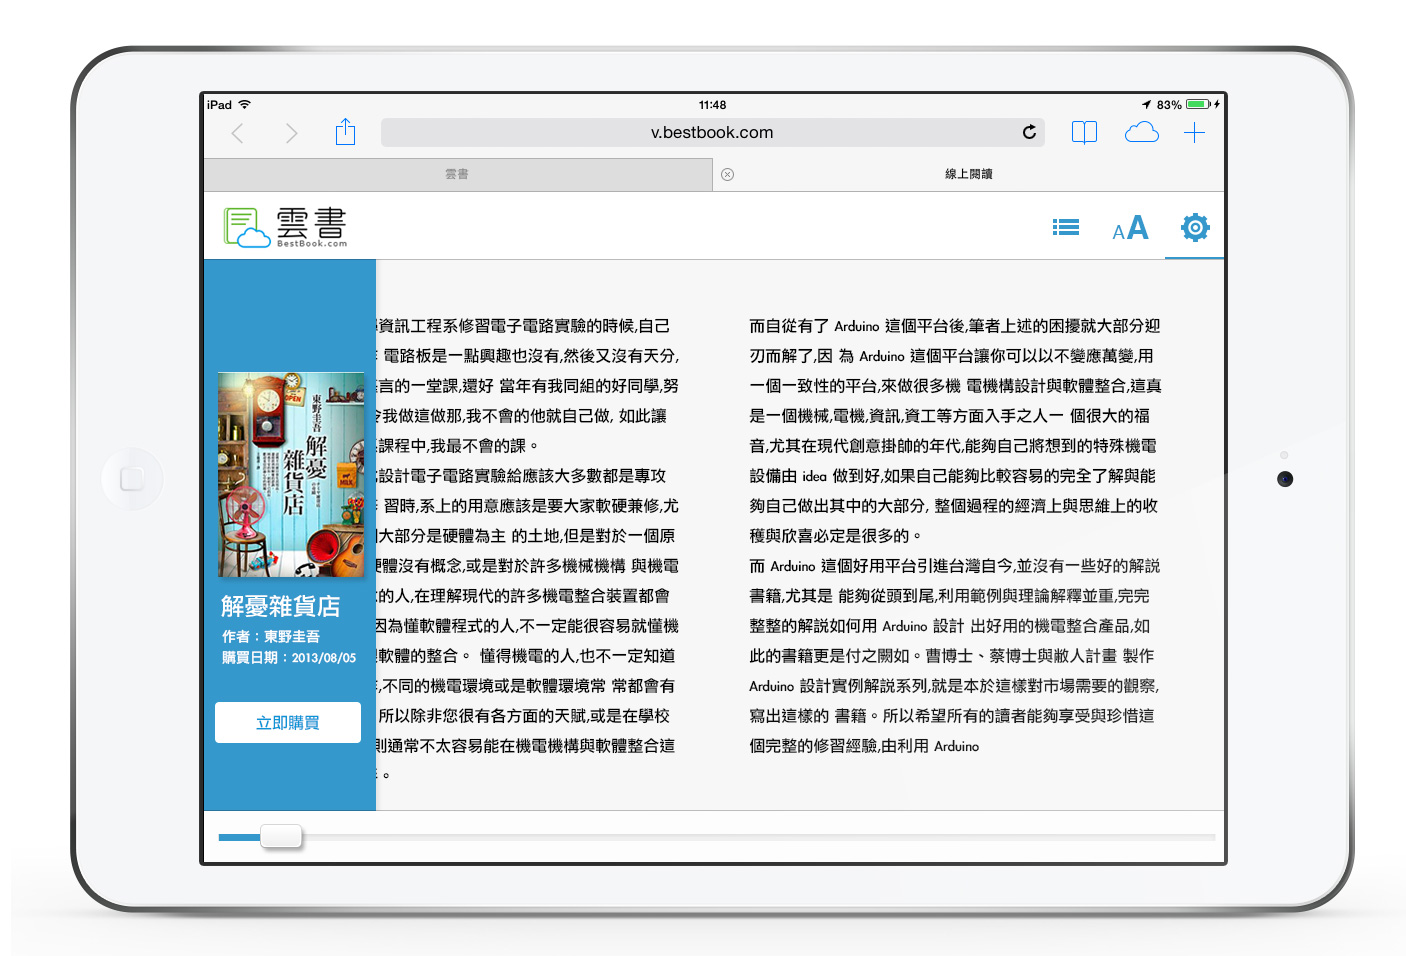 iPad
11:48
83%
v.bestbook.com
雲書
線上閱讀
雲書
BestBook.com
AA
OPEN
東野圭吾
解憂
雜貨店
MILK
解憂雜貨店
作者：東野圭吾
購買日期：2013/08/05
立即購買
資訊工程系修習電子電路實驗的時候,自己
電路板是一點興趣也沒有,然後又沒有天分,
言的一堂課,還好 當年有我同組的好同學,努
令我做這做那,我不會的他就自己做, 如此讓
課程中,我最不會的課。
設計電子電路實驗給應該大多數都是專攻
習時,系上的用意應該是要大家軟硬兼修,尤
大部分是硬體為主 的土地,但是對於一個原
硬體沒有概念,或是對於許多機械機構 與機電
的人,在理解現代的許多機電整合裝置都會
因為懂軟體程式的人,不一定能很容易就懂機
軟體的整合。 懂得機電的人,也不一定知道
,不同的機電環境或是軟體環境常 常都會有
所以除非您很有各方面的天賦,或是在學校
則通常不太容易能在機電機構與軟體整合這
。
而自從有了 Arduino 這個平台後,筆者上述的困擾就大部分迎
刃而解了,因 為 Arduino 這個平台讓你可以以不變應萬變,用
一個一致性的平台,來做很多機 電機構設計與軟體整合,這真
是一個機械,電機,資訊,資工等方面入手之人一 個很大的福
音,尤其在現代創意掛帥的年代,能夠自己將想到的特殊機電
設備由 idea 做到好,如果自己能夠比較容易的完全了解與能
夠自己做出其中的大部分, 整個過程的經濟上與思維上的收
穫與欣喜必定是很多的。
而 Arduino 這個好用平台引進台灣自今,並沒有一些好的解說
書籍,尤其是 能夠從頭到尾,利用範例與理論解釋並重,完完
整整的解說如何用 Arduino 設計 出好用的機電整合產品,如
此的書籍更是付之闕如。曹博士、蔡博士與敝人計畫 製作
Arduino 設計實例解說系列,就是本於這樣對市場需要的觀察,
寫出這樣的 書籍。所以希望所有的讀者能夠享受與珍惜這
個完整的修習經驗,由利用 Arduino